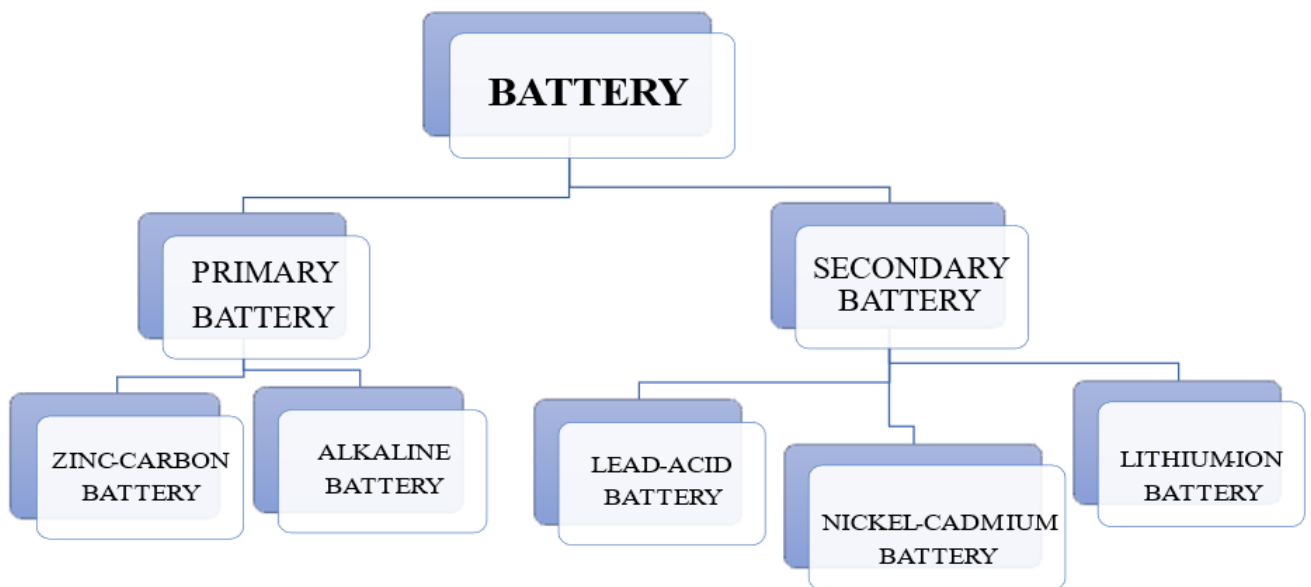 BATTERY
PRIMARY
BATTERY
SECONDARY
BATTERY
ZINC-CARBON
BATTERY
ALKALINE
BATTERY
LEAD-ACID
BATTERY
NICKEL-CADMIUM
BATTERY
LITHIUM-ION
BATTERY